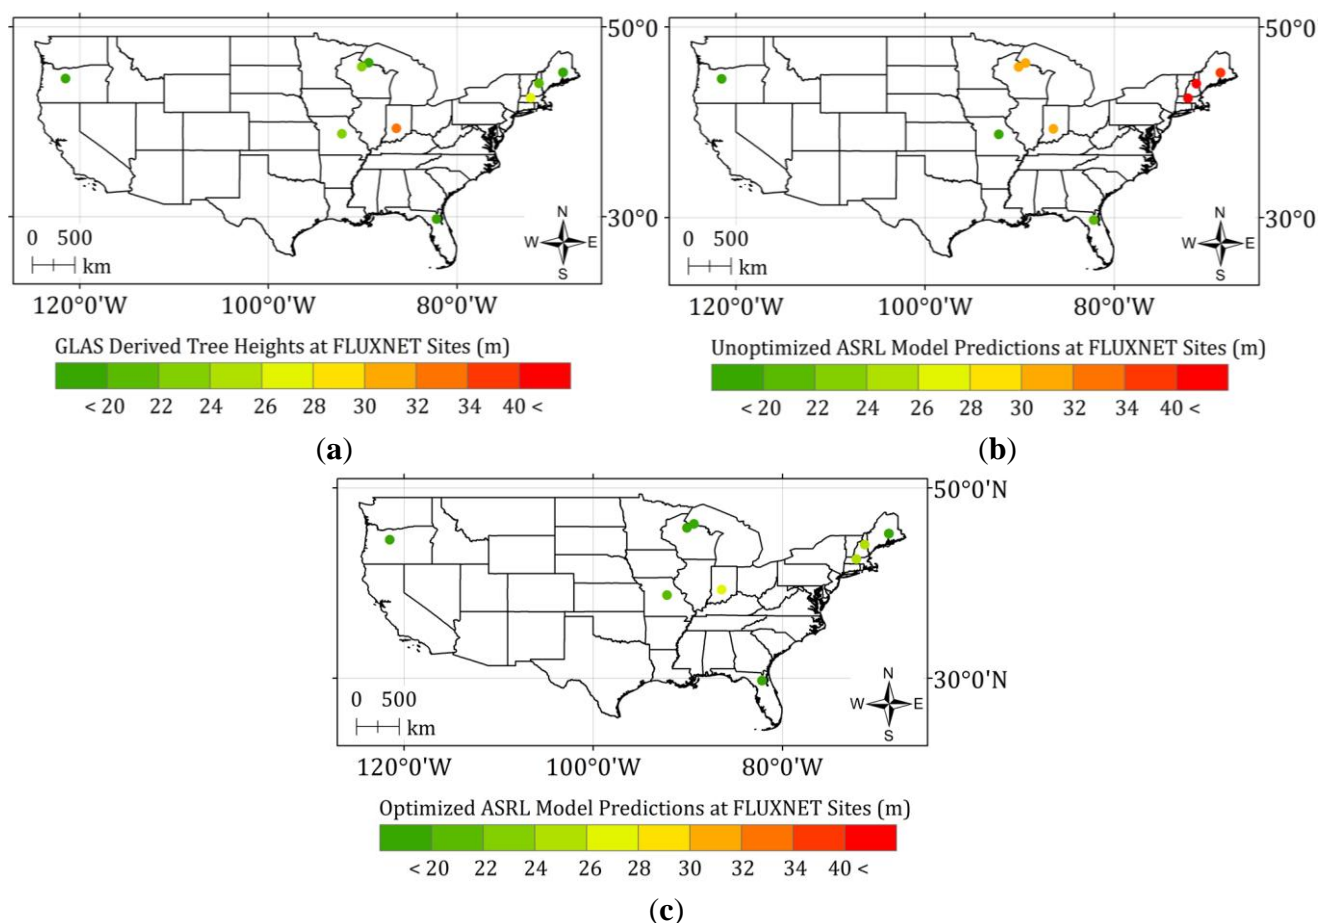 50°0
30°0
N
W E
S
0 500
km
120°0'W 100°0'W 80°0'W
GLAS Derived Tree Heights at FLUXNET Sites (m)
< 20 22 24 26 28 30 32 34 40 <
(a)
50°0
30°0
N
W E
S
0 500
km
120°0'W 100°0'W 80°0'W
Unoptimized ASRL Model Predictions at FLUXNET Sites (m)
< 20 22 24 26 28 30 32 34 40 <
(b)
50°0'N
30°0'N
N
W E
S
0 500
km
120°0'W 100°0'W 80°0'W
Optimized ASRL Model Predictions at FLUXNET Sites (m)
< 20 22 24 26 28 30 32 34 40 <
(c)